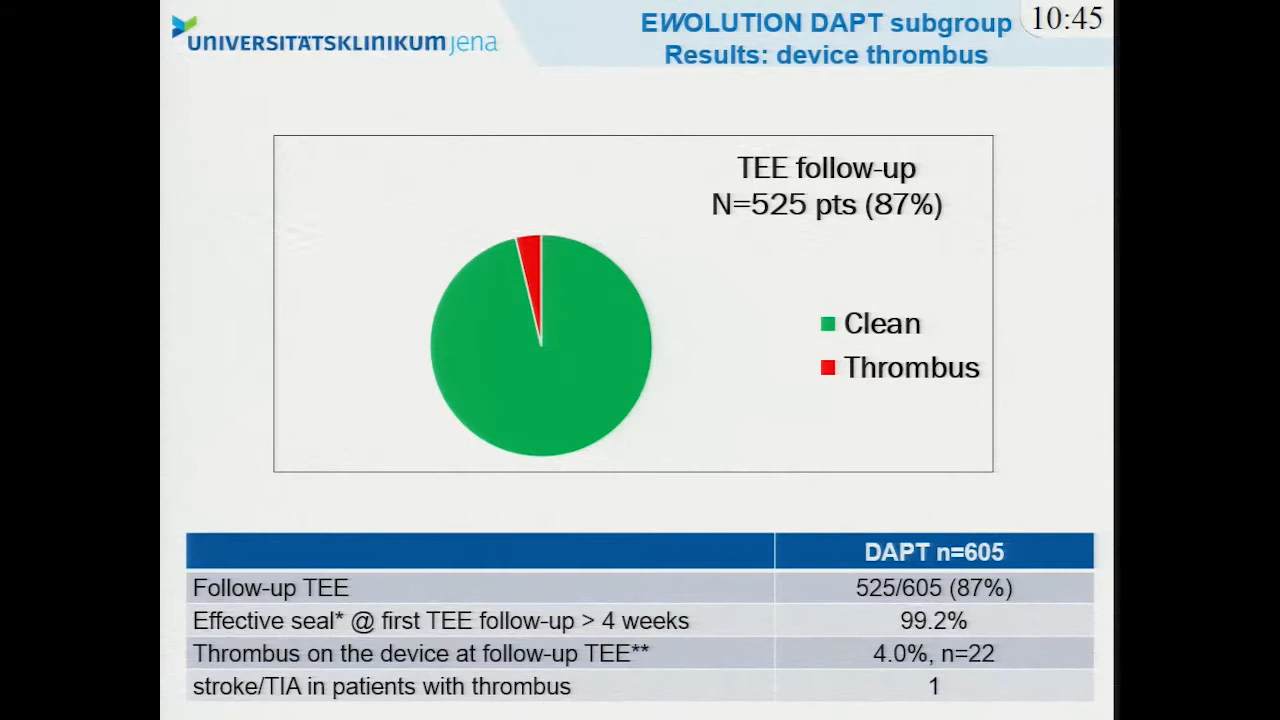 UNIVERSITÄTSKLINIKUM jena
EWOLUTION DAPT subgroup
Results: device thrombus
10:45
TEE follow-up
N=525 pts (87%)
Clean
Thrombus
DAPT n=605
Follow-up TEE 525/605 (87%)
Effective seal* @ first TEE follow-up > 4 weeks 99.2%
Thrombus on the device at follow-up TEE** 4.0%, n=22
stroke/TIA in patients with thrombus 1